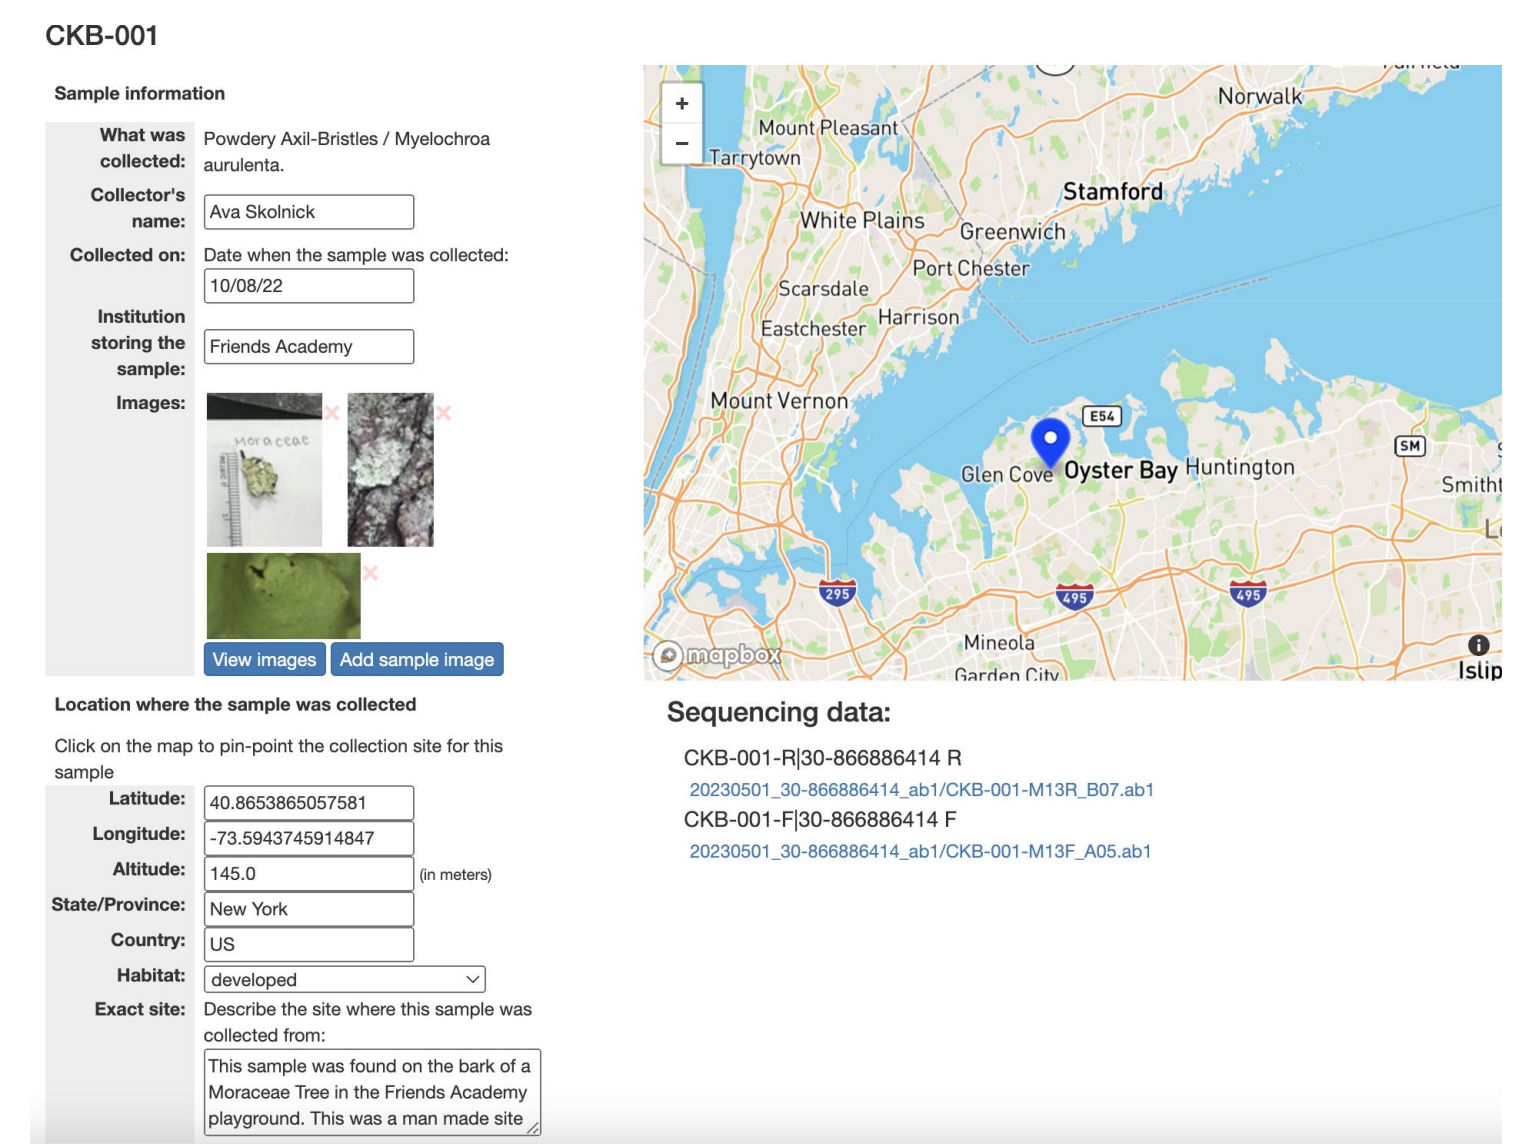 CKB-001
Sample information
What was
collected:
Powdery Axil-Bristles / Myelochroa
aurulenta.
Collector's
name:
Ava Skolnick
Collected on:
Date when the sample was collected:
10/08/22
Institution
storing the
sample:
Friends Academy
Images:
Moraceae
View images
Add sample image
Location where the sample was collected
Click on the map to pin-point the collection site for this
sample
Latitude:
40.8653865057581
Longitude:
-73.5943745914847
Altitude:
145.0
(in meters)
State/Province:
New York
Country:
US
Habitat:
developed
Exact site:
Describe the site where this sample was
collected from:
This sample was found on the bark of a
Moraceae Tree in the Friends Academy
playground. This was a man made site
+
−
Norwalk
Mount Pleasant
Tarrytown
Stamford
White Plains
Greenwich
Port Chester
Scarsdale
Harrison
Eastchester
Mount Vernon
E54
SM
Glen Cove
Oyster Bay
Huntington
Smitht
295
495
495
Mineola
mapbox
Garden City
Islip
Sequencing data:
CKB-001-R|30-866886414 R
20230501_30-866886414_ab1/CKB-001-M13R_B07.ab1
CKB-001-F|30-866886414 F
20230501_30-866886414_ab1/CKB-001-M13F_A05.ab1